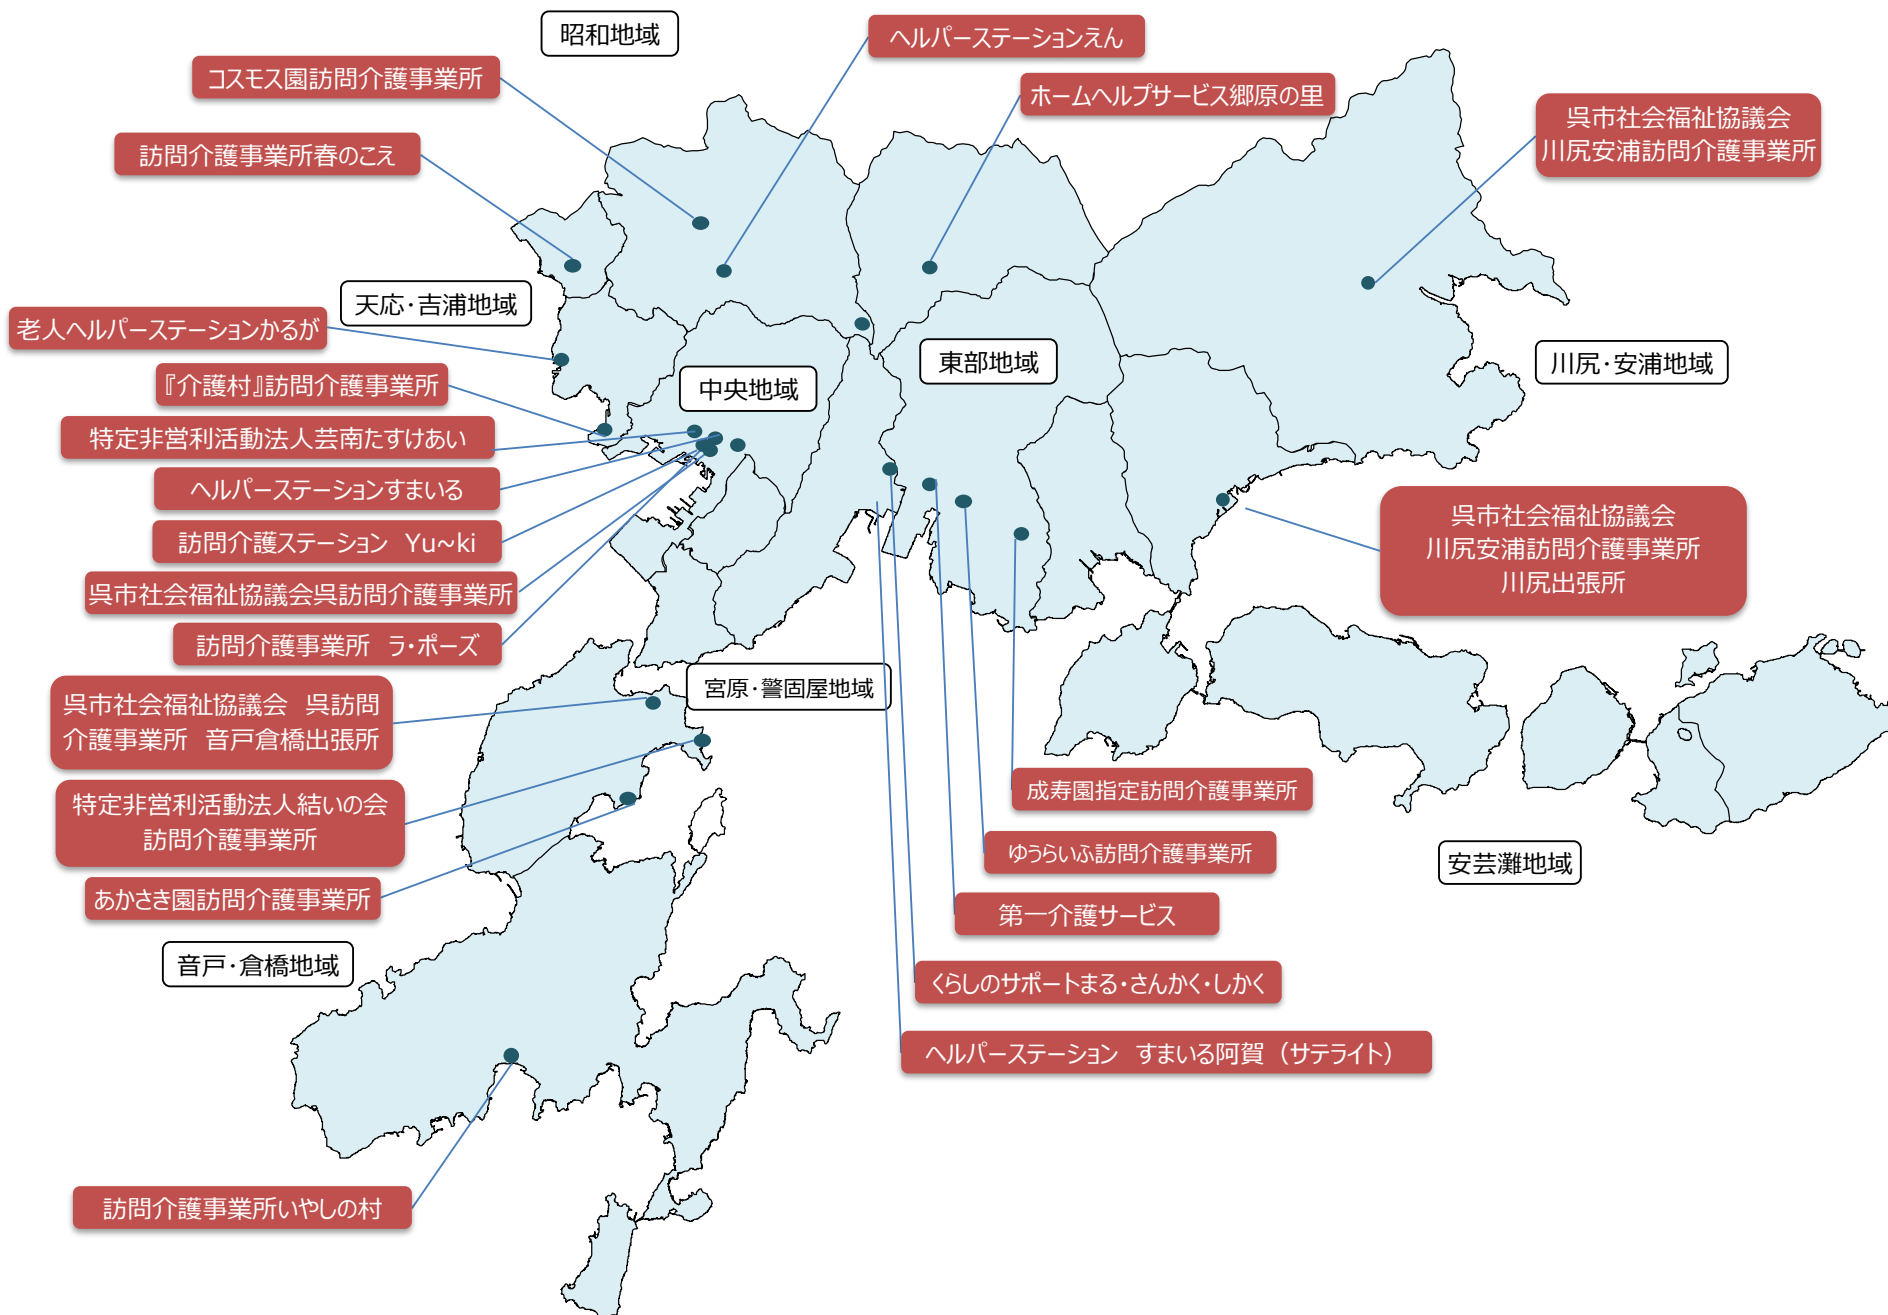 昭和地域
ヘルパーステーションえん
コスモス園訪問介護事業所
ホームヘルプサービス郷原の里
呉市社会福祉協議会
川尻安浦訪問介護事業所
訪問介護事業所春のこえ
天応・吉浦地域
老人ヘルパーステーションかるが
東部地域
川尻・安浦地域
『介護村』訪問介護事業所
中央地域
特定非営利活動法人芸南たすけあい
ヘルパーステーションすまいる
呉市社会福祉協議会
川尻安浦訪問介護事業所
川尻出張所
訪問介護ステーション　Yu~ki
呉市社会福祉協議会呉訪問介護事業所
訪問介護事業所　ラ・ポーズ
宮原・警固屋地域
呉市社会福祉協議会　呉訪問
介護事業所　音戸倉橋出張所
成寿園指定訪問介護事業所
特定非営利活動法人結いの会
訪問介護事業所
ゆうらいふ訪問介護事業所
安芸灘地域
あかさき園訪問介護事業所
第一介護サービス
音戸・倉橋地域
くらしのサポートまる・さんかく・しかく
ヘルパーステーション　すまいる阿賀（サテライト）
訪問介護事業所いやしの村